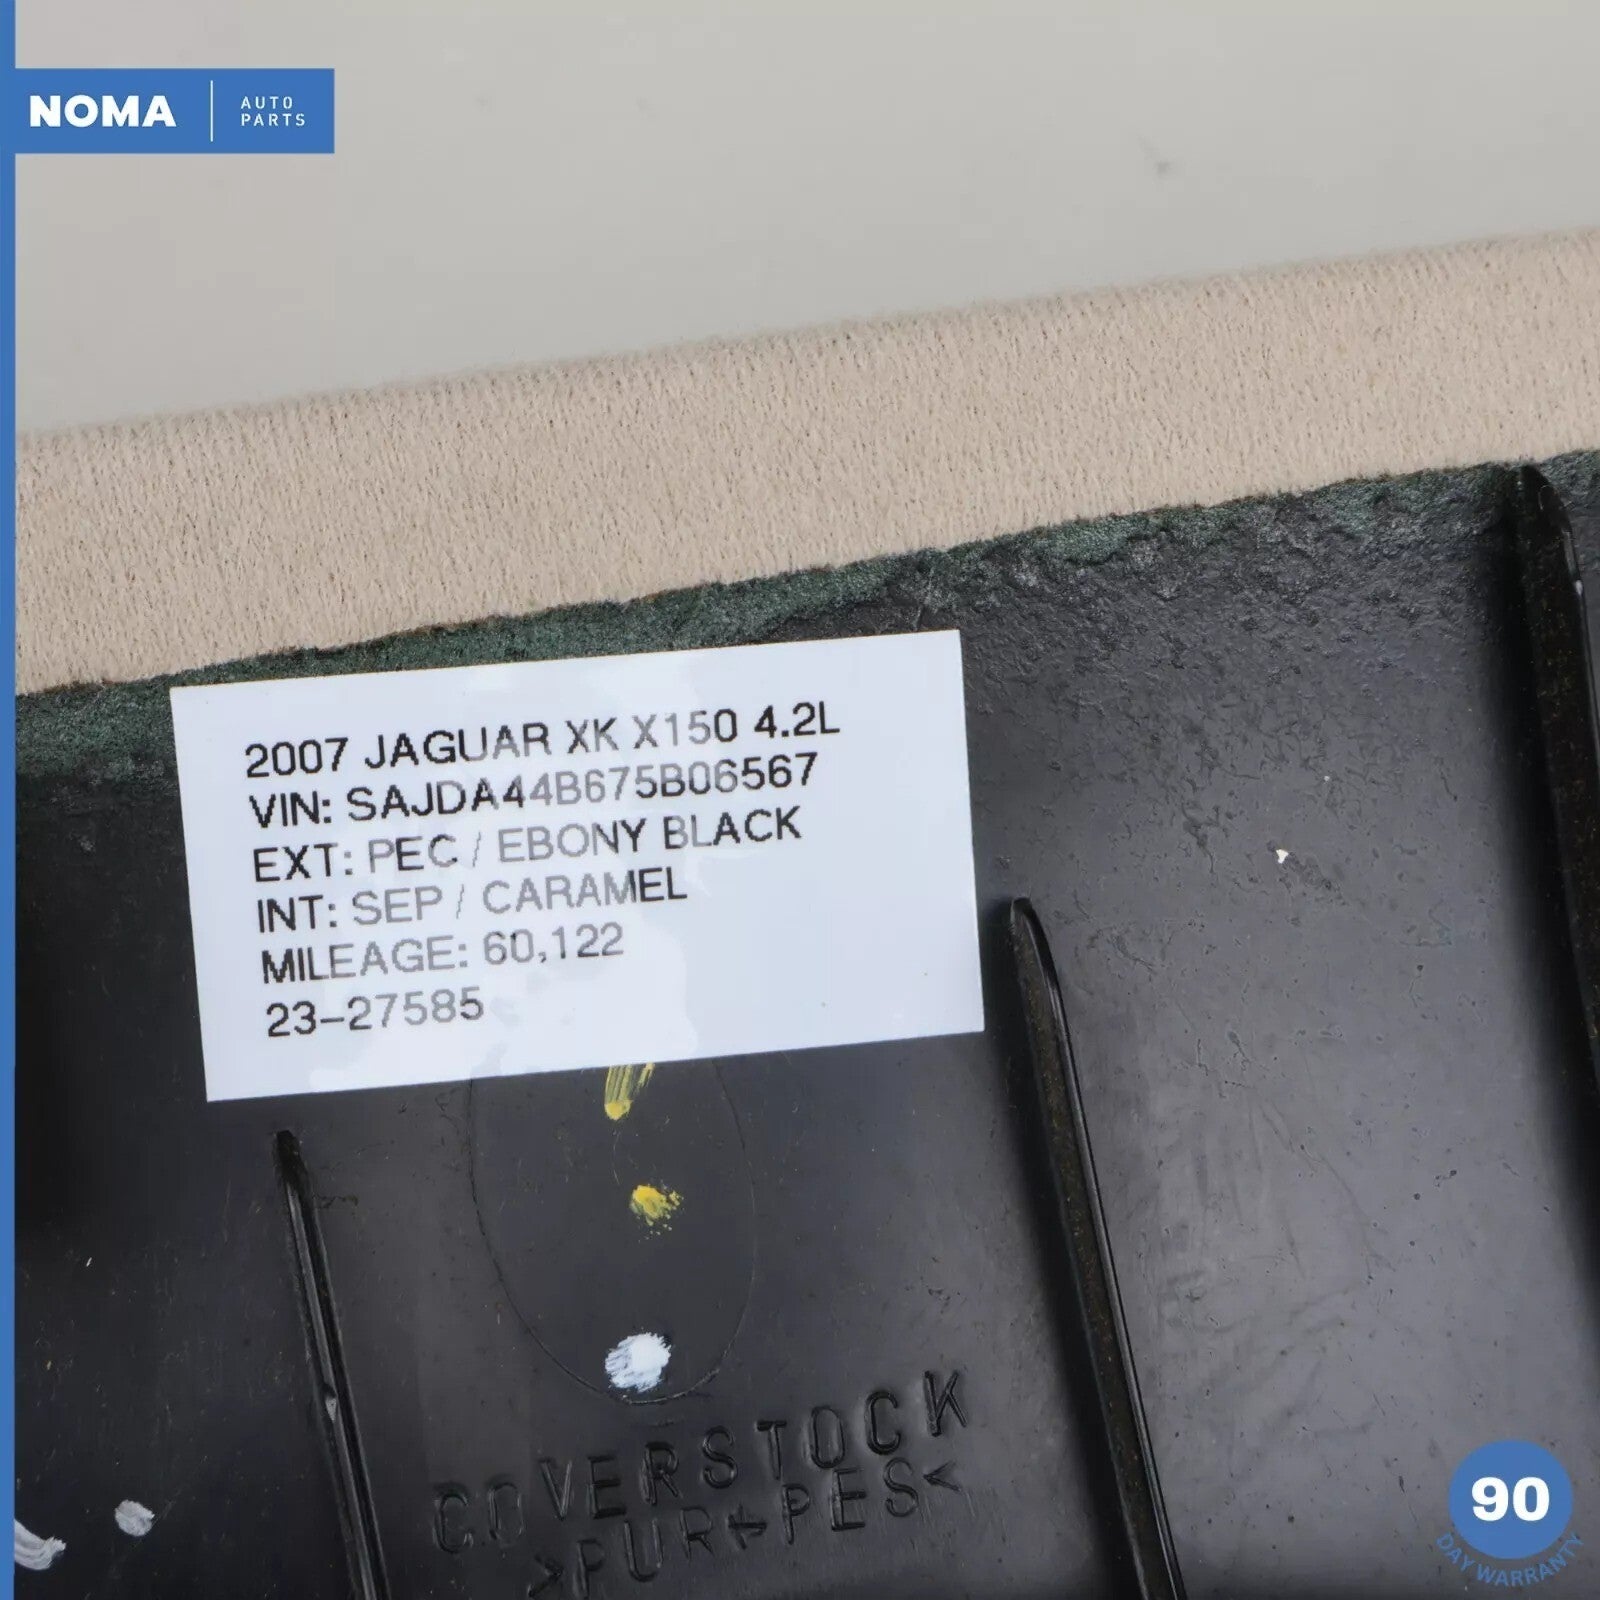 NOMA
AUTO
PARTS
2007 JAGUAR XK X150 4.2L
VIN: SAJDA44B675B06567
EXT: PEC / EBONY BLACK
INT: SEP / CARAMEL
MILEAGE: 60,122
23-27585
COVERSTOCK
>PUR+PES<
90
DAY WARRANTY